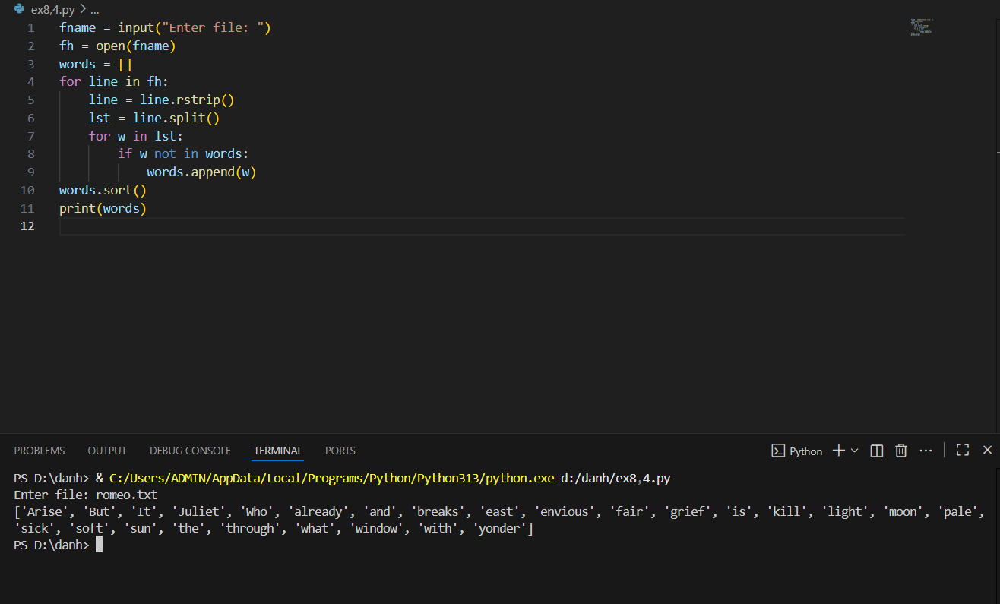 ex8,4.py > ...
1 fname = input("Enter file: ")
2 fh = open(fname)
3 words = []
4 for line in fh:
5     line = line.rstrip()
6     lst = line.split()
7     for w in lst:
8         if w not in words:
9             words.append(w)
10 words.sort()
11 print(words)
12
PROBLEMS OUTPUT DEBUG CONSOLE TERMINAL PORTS Python
PS D:\danh> & C:/Users/ADMIN/AppData/Local/Programs/Python/Python313/python.exe d:/danh/ex8,4.py
Enter file: romeo.txt
['Arise', 'But', 'It', 'Juliet', 'Who', 'already', 'and', 'breaks', 'east', 'envious', 'fair', 'grief', 'is', 'kill', 'light', 'moon', 'pale',
'sick', 'soft', 'sun', 'the', 'through', 'what', 'window', 'with', 'yonder']
PS D:\danh>